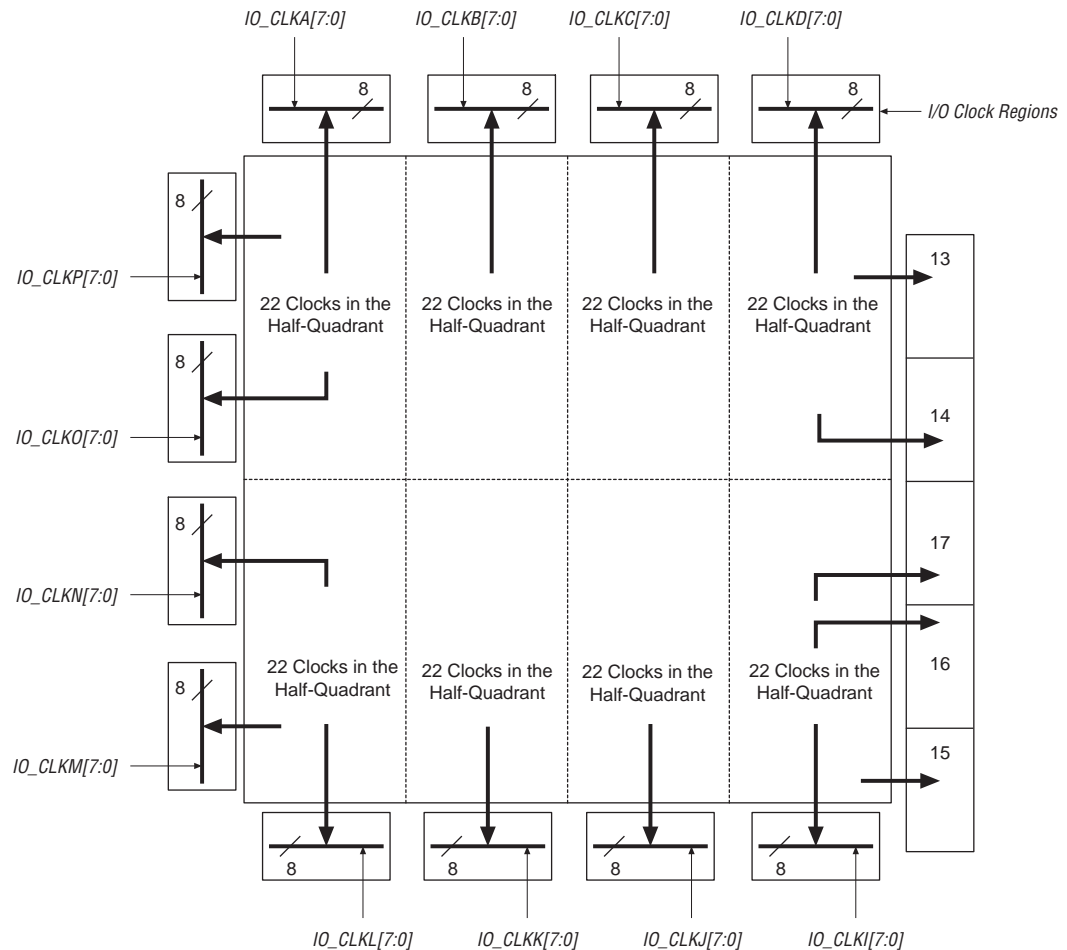 IO_CLKA[7:0] IO_CLKB[7:0] IO_CLKC[7:0] IO_CLKD[7:0]
8 8 8 8
I/O Clock Regions
8
IO_CLKP[7:0]
13
22 Clocks in the Half-Quadrant
22 Clocks in the Half-Quadrant
22 Clocks in the Half-Quadrant
22 Clocks in the Half-Quadrant
8
IO_CLKO[7:0]
14
8
IO_CLKN[7:0]
17
22 Clocks in the Half-Quadrant
22 Clocks in the Half-Quadrant
22 Clocks in the Half-Quadrant
22 Clocks in the Half-Quadrant
16
8
IO_CLKM[7:0]
15
8 8 8 8
IO_CLKL[7:0] IO_CLKK[7:0] IO_CLKJ[7:0] IO_CLKI[7:0]